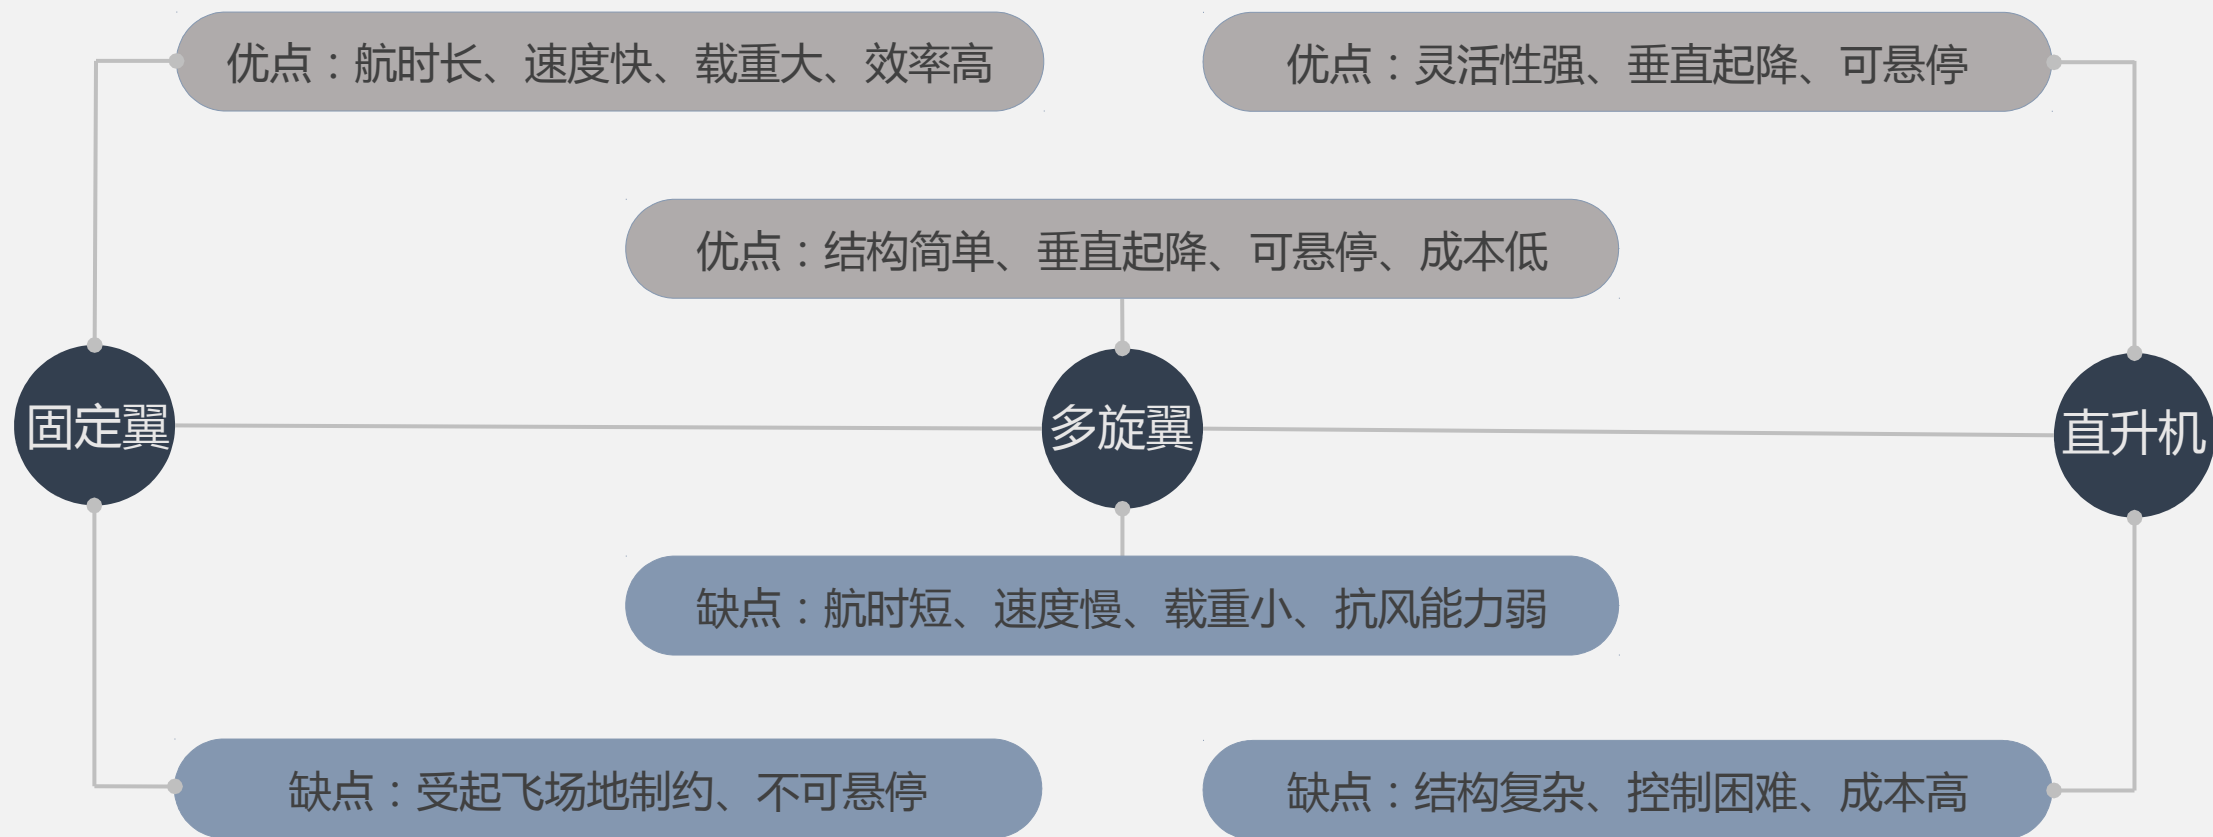 优点：航时长、速度快、载重大、效率高
优点：灵活性强、垂直起降、可悬停
优点：结构简单、垂直起降、可悬停、成本低
固定翼
多旋翼
直升机
缺点：航时短、速度慢、载重小、抗风能力弱
缺点：受起飞场地制约、不可悬停
缺点：结构复杂、控制困难、成本高